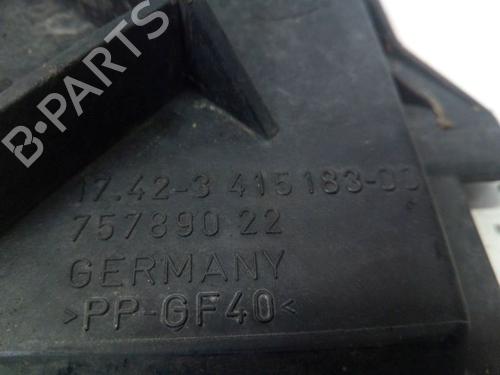 B-PARTS
17.42-3 415 183-00
757890 22
GERMANY
>PP-GF40<